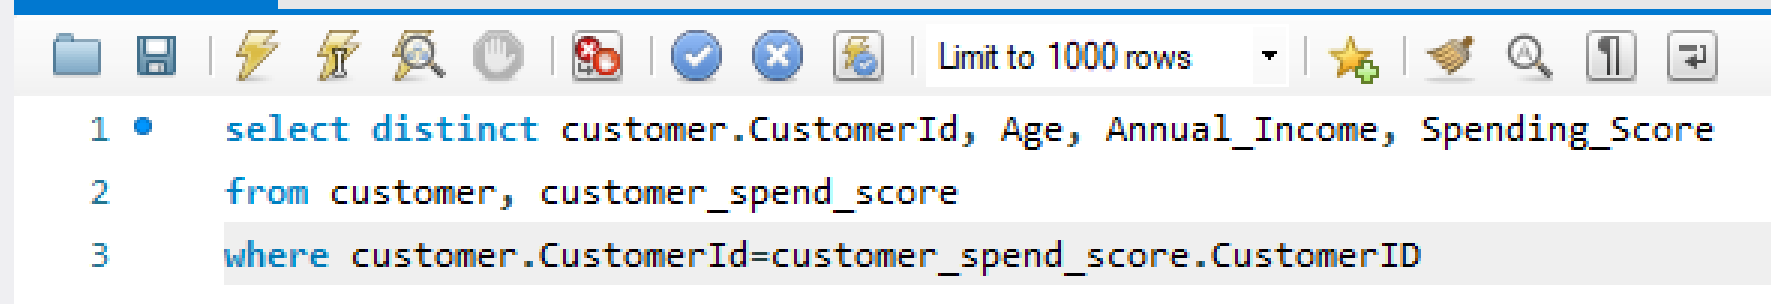 Limit to 1000 rows
1 select distinct customer.CustomerId, Age, Annual_Income, Spending_Score
2 from customer, customer_spend_score
3 where customer.CustomerId=customer_spend_score.CustomerID